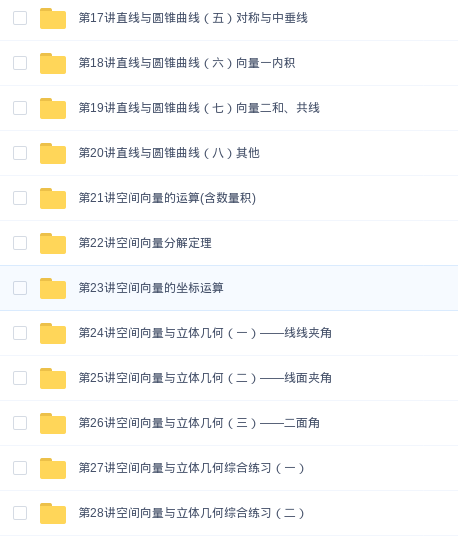 第17讲直线与圆锥曲线（五）对称与中垂线
第18讲直线与圆锥曲线（六）向量一内积
第19讲直线与圆锥曲线（七）向量二和、共线
第20讲直线与圆锥曲线（八）其他
第21讲空间向量的运算(含数量积)
第22讲空间向量分解定理
第23讲空间向量的坐标运算
第24讲空间向量与立体几何（一）——线线夹角
第25讲空间向量与立体几何（二）——线面夹角
第26讲空间向量与立体几何（三）——二面角
第27讲空间向量与立体几何综合练习（一）
第28讲空间向量与立体几何综合练习（二）